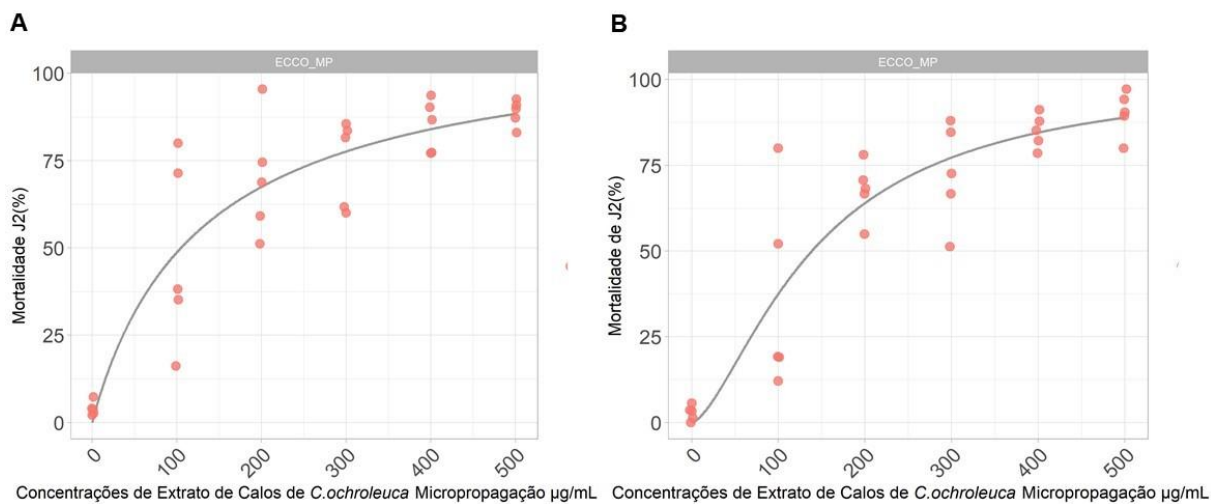 A
ECCO_MP
100
75
50
25
0
Mortalidade J2(%)
0 100 200 300 400 500
Concentrações de Extrato de Calos de C.ochroleuca Micropropagação µg/mL
B
ECCO_MP
100
75
50
25
0
Mortalidade de J2(%)
0 100 200 300 400 500
Concentrações de Extrato de Calos de C.ochroleuca Micropropagação µg/mL